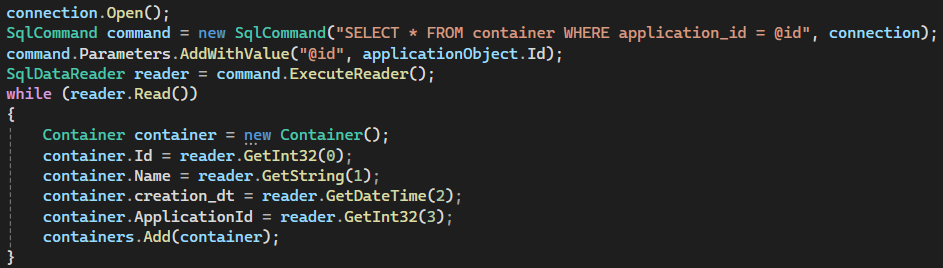 connection.Open();
SqlCommand command = new SqlCommand("SELECT * FROM container WHERE application_id = @id", connection);
command.Parameters.AddWithValue("@id", applicationObject.Id);
SqlDataReader reader = command.ExecuteReader();
while (reader.Read())
{
    Container container = new Container();
    container.Id = reader.GetInt32(0);
    container.Name = reader.GetString(1);
    container.creation_dt = reader.GetDateTime(2);
    container.ApplicationId = reader.GetInt32(3);
    containers.Add(container);
}